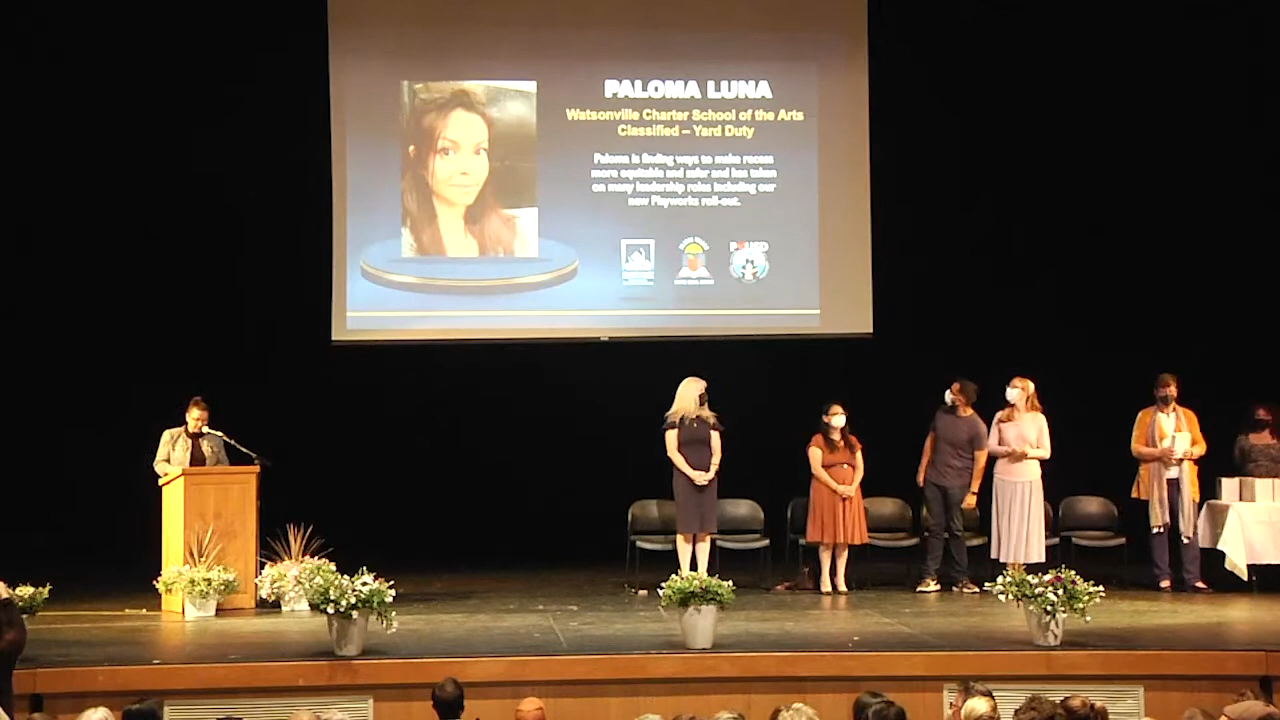 PALOMA LUNA
Watsonville Charter School of the Arts
Classified – Yard Duty
Paloma is finding ways to make recess
more equitable and safer and has taken
on many leadership roles including our
new Playworks roll-out.